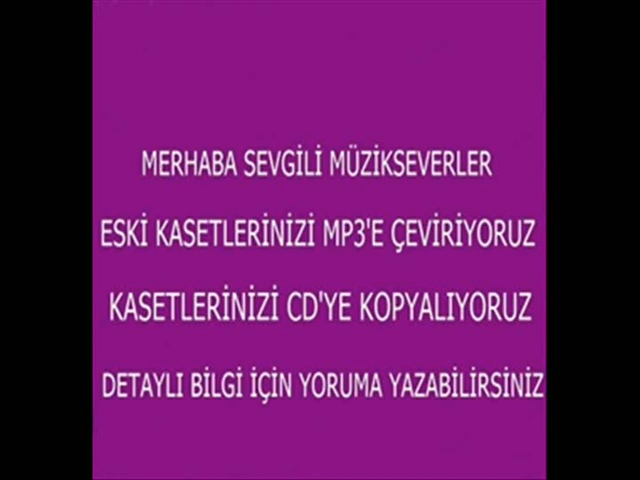 MERHABA SEVGİLİ MÜZİKSEVERLER
ESKİ KASETLERİNİZİ MP3'E ÇEVİRİYORUZ
KASETLERİNİZİ CD'YE KOPYALIYORUZ
DETAYLI BİLGİ İÇİN YORUMA YAZABİLİRSİNİZ